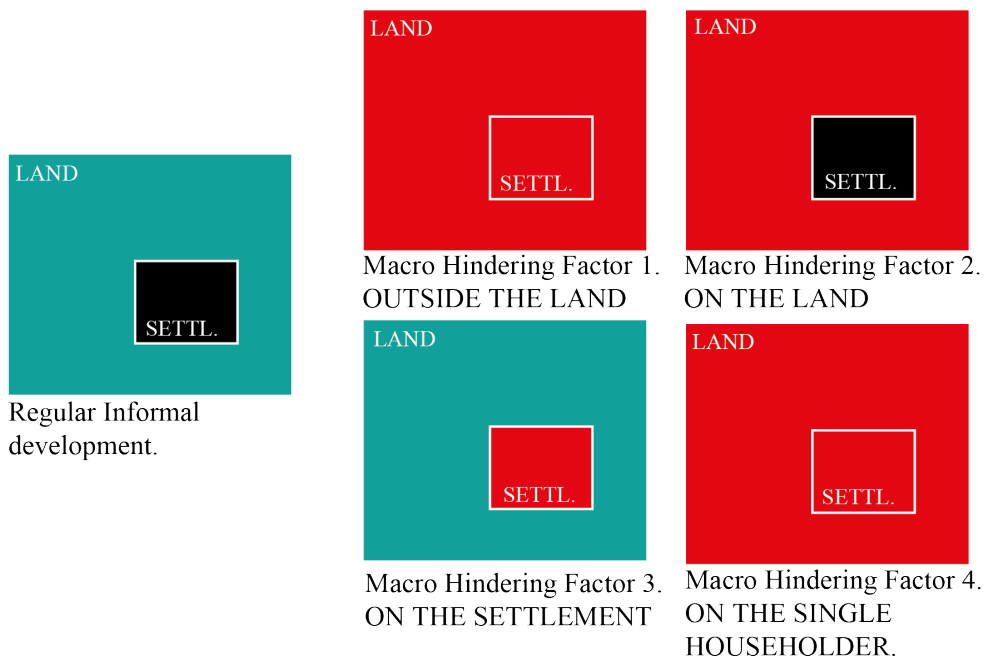 LAND
SETTL.
Regular Informal
development.
LAND
SETTL.
Macro Hindering Factor 1.
OUTSIDE THE LAND
LAND
SETTL.
Macro Hindering Factor 2.
ON THE LAND
LAND
SETTL.
Macro Hindering Factor 3.
ON THE SETTLEMENT
LAND
SETTL.
Macro Hindering Factor 4.
ON THE SINGLE
HOUSEHOLDER.